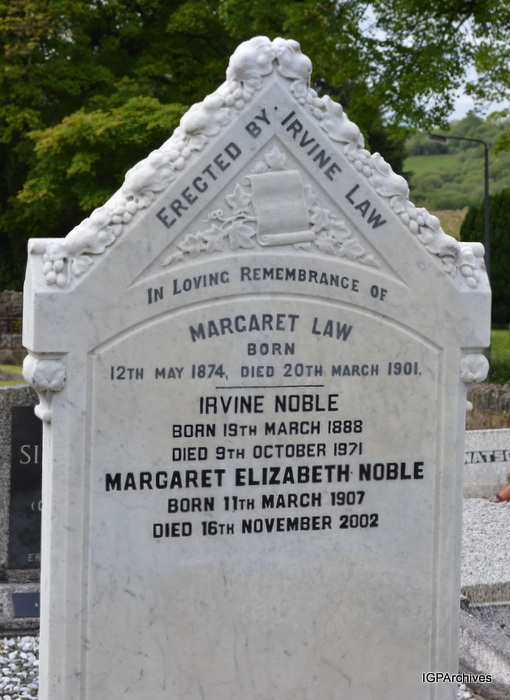 ERECTED BY IRVINE LAW
IN LOVING REMEMBRANCE OF
MARGARET LAW
BORN
12TH MAY 1874, DIED 20TH MARCH 1901.
IRVINE NOBLE
BORN 19TH MARCH 1888
DIED 9TH OCTOBER 1971
MARGARET ELIZABETH NOBLE
BORN 11TH MARCH 1907
DIED 16TH NOVEMBER 2002
IGPArchives